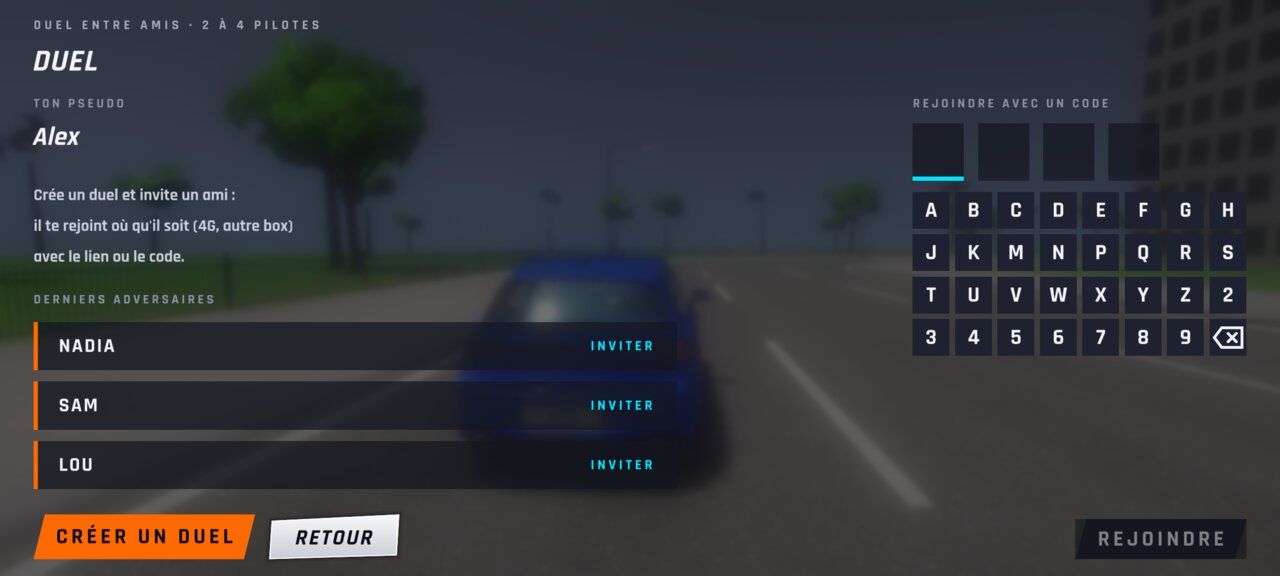 DUEL ENTRE AMIS · 2 À 4 PILOTES
DUEL
TON PSEUDO
Alex
Crée un duel et invite un ami :
il te rejoint où qu'il soit (4G, autre box)
avec le lien ou le code.
DERNIERS ADVERSAIRES
NADIA INVITER
SAM INVITER
LOU INVITER
CRÉER UN DUEL RETOUR
REJOINDRE AVEC UN CODE
A B C D E F G H
J K M N P Q R S
T U V W X Y Z 2
3 4 5 6 7 8 9
REJOINDRE